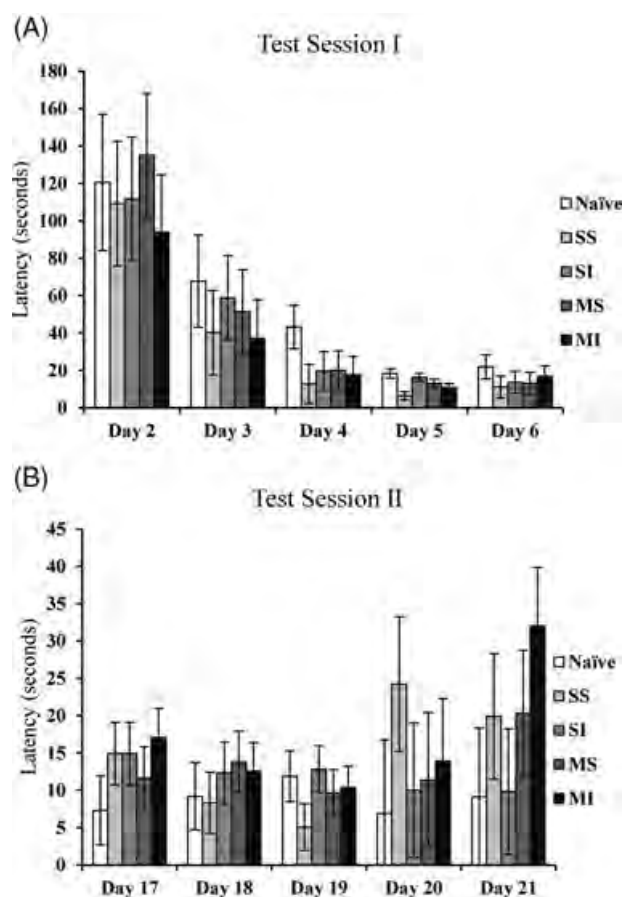 (A)
Test Session I
180
160
140
120
100
80
60
40
20
0
Latency (seconds)
Naïve
SS
SI
MS
MI
Day 2 Day 3 Day 4 Day 5 Day 6
(B)
Test Session II
45
40
35
30
25
20
15
10
5
0
Latency (seconds)
Naïve
SS
SI
MS
MI
Day 17 Day 18 Day 19 Day 20 Day 21